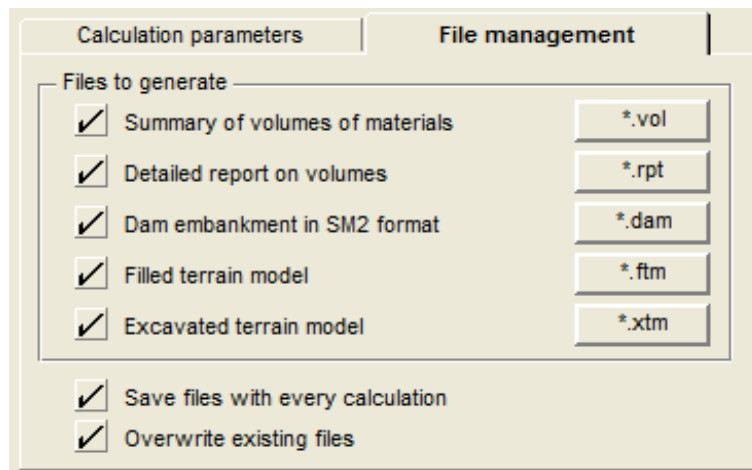 Calculation parameters File management
Files to generate
Summary of volumes of materials *.vol
Detailed report on volumes *.rpt
Dam embankment in SM2 format *.dam
Filled terrain model *.ftm
Excavated terrain model *.xtm
Save files with every calculation
Overwrite existing files